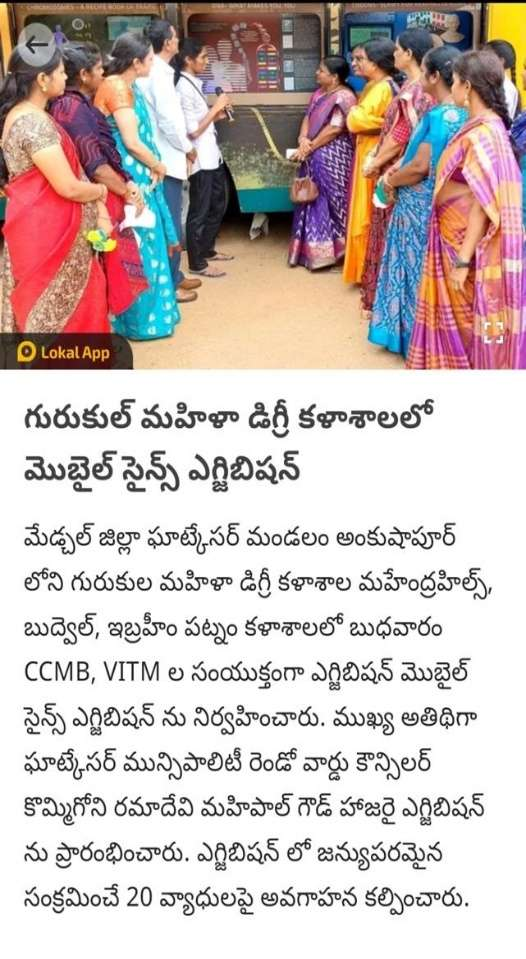 Lokal App
గురుకుల్ మహిళా డిగ్రీ కళాశాలలో
మొబైల్ సైన్స్ ఎగ్జిబిషన్
మేడ్చల్ జిల్లా ఘాట్కేసర్ మండలం అంకుషాపూర్
లోని గురుకుల మహిళా డిగ్రీ కళాశాల మహేంద్రహిల్స్,
బుద్వెల్, ఇబ్రహీం పట్నం కళాశాలలో బుధవారం
CCMB, VITM ల సంయుక్తంగా ఎగ్జిబిషన్ మొబైల్
సైన్స్ ఎగ్జిబిషన్ ను నిర్వహించారు. ముఖ్య అతిథిగా
ఘాట్కేసర్ మున్సిపాలిటీ రెండో వార్డు కౌన్సిలర్
కొమ్మిగోని రమాదేవి మహిపాల్ గౌడ్ హాజరై ఎగ్జిబిషన్
ను ప్రారంభించారు. ఎగ్జిబిషన్ లో జన్యుపరమైన
సంక్రమించే 20 వ్యాధులపై అవగాహన కల్పించారు.